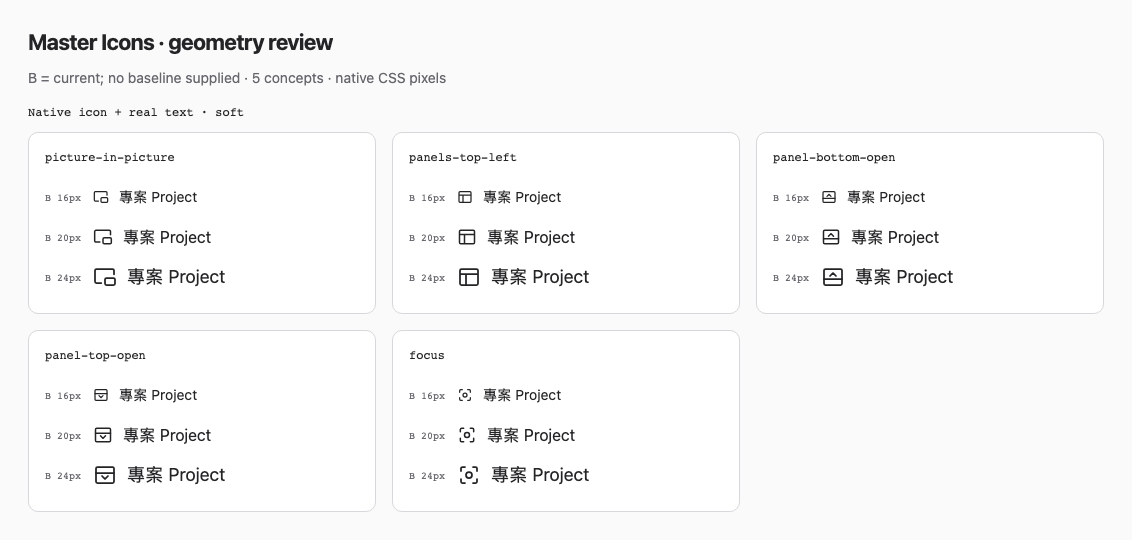 Master Icons · geometry review
B = current; no baseline supplied · 5 concepts · native CSS pixels
Native icon + real text · soft
picture-in-picture
B 16px 專案 Project
B 20px 專案 Project
B 24px 專案 Project
panels-top-left
B 16px 專案 Project
B 20px 專案 Project
B 24px 專案 Project
panel-bottom-open
B 16px 專案 Project
B 20px 專案 Project
B 24px 專案 Project
panel-top-open
B 16px 專案 Project
B 20px 專案 Project
B 24px 專案 Project
focus
B 16px 專案 Project
B 20px 專案 Project
B 24px 專案 Project